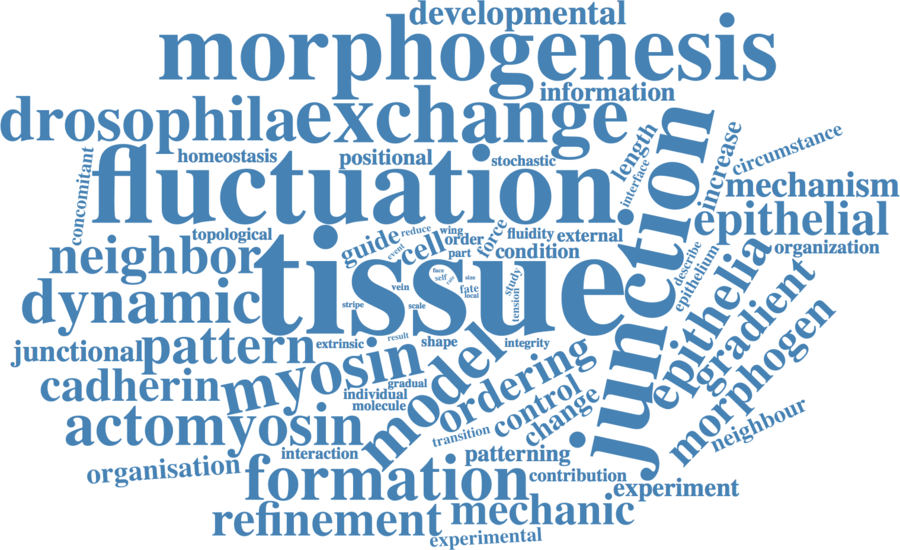 developmental
morphogenesis
information
drosophila
exchange
homeostasis
positional
stochastic
length
interface
increase
circumstance
concomitant
fluctuation
junction
mechanism
epithelial
organization
topological
neighbor
guide
reduce
event
cell
wing
order
part
force
fluidity
external
condition
tissue
describe
epithelium
epithelia
gradient
morphogen
neighbour
dynamic
vein
stripe
scale
face
self
size
fate
local
study
tension
junctional
pattern
extrinsic
result
shape
integrity
cadherin
myosin
gradual
individual
molecule
model
ordering
control
change
transition
actomyosin
interaction
patterning
organisation
formation
contribution
experiment
refinement
mechanic
experimental